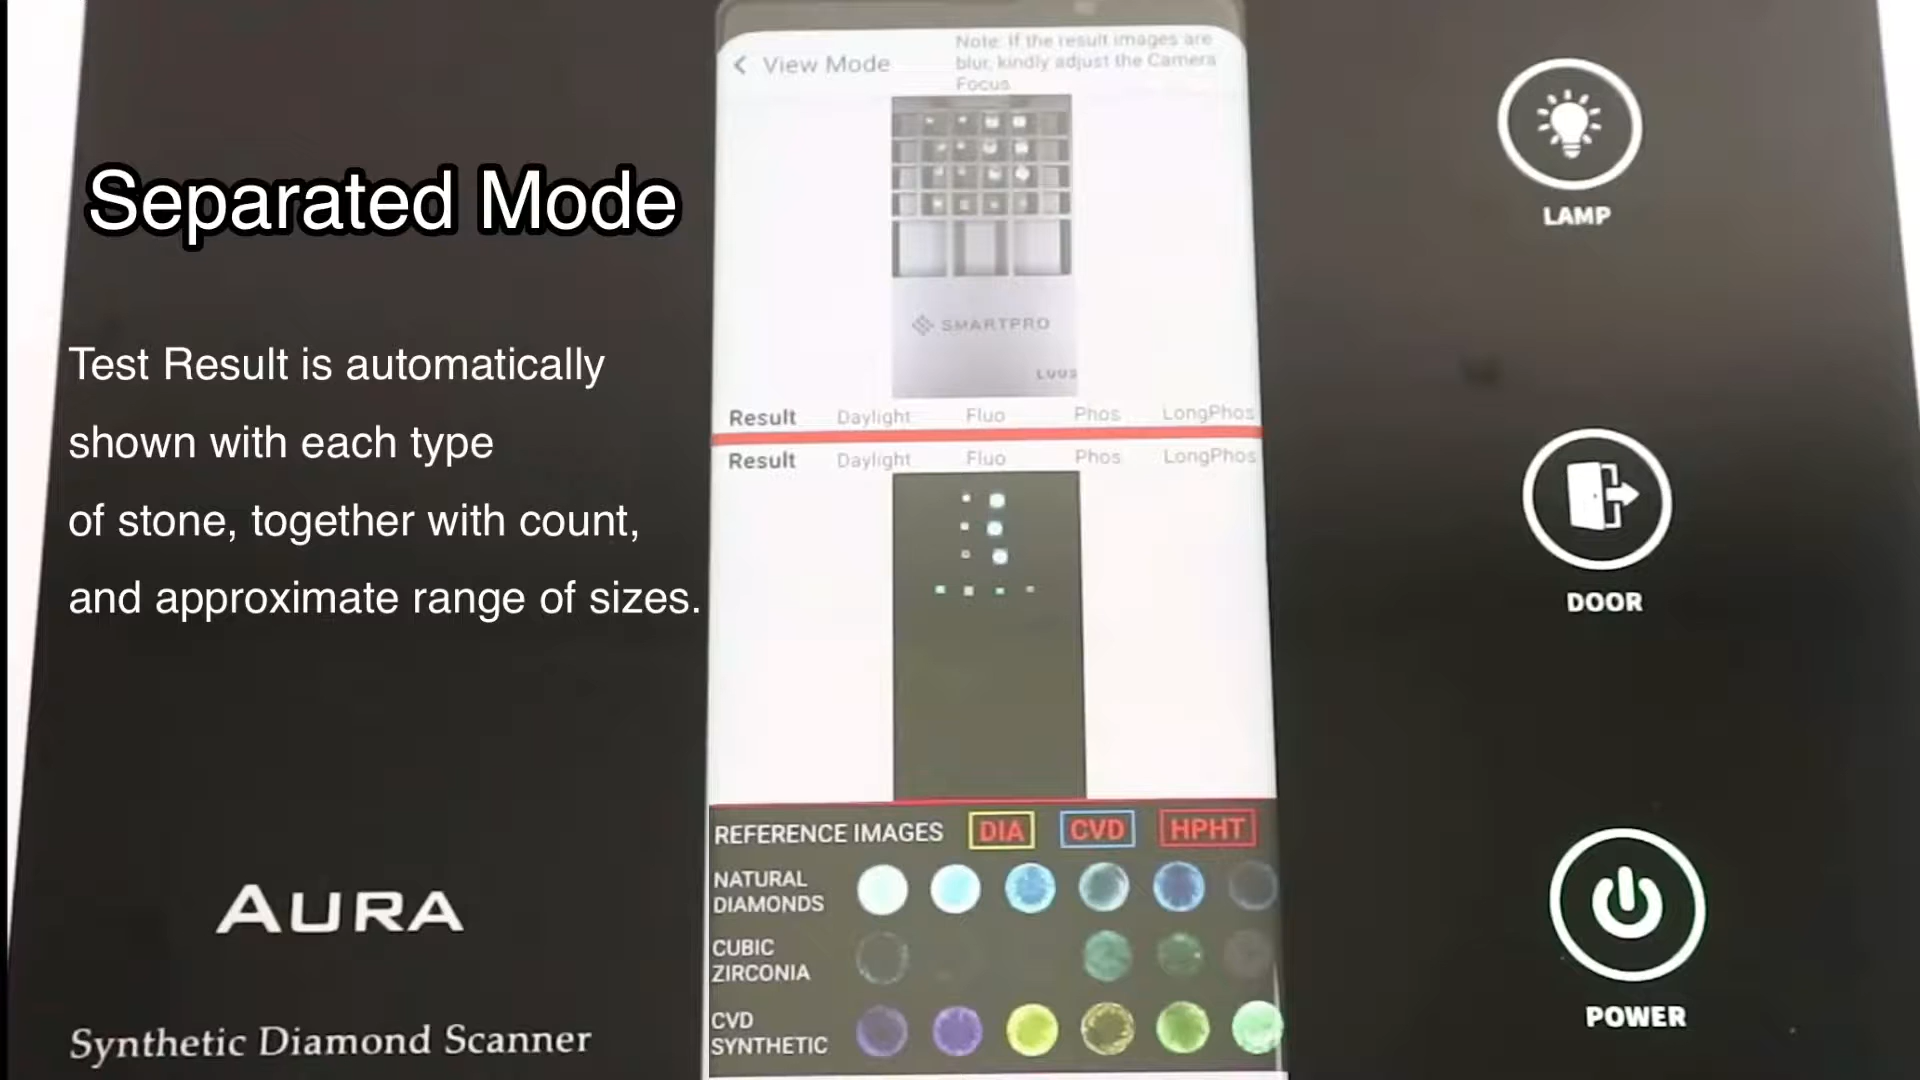 Separated Mode
Test Result is automatically
shown with each type
of stone, together with count,
and approximate range of sizes.
AURA
Synthetic Diamond Scanner
View Mode
Note: If the result images are
blur, kindly adjust the Camera
Focus
SMARTPRO
Result Daylight Fluo Phos LongPhos
Result Daylight Fluo Phos LongPhos
REFERENCE IMAGES DIA CVD HPHT
NATURAL
DIAMONDS
CUBIC
ZIRCONIA
CVD
SYNTHETIC
LAMP
DOOR
POWER